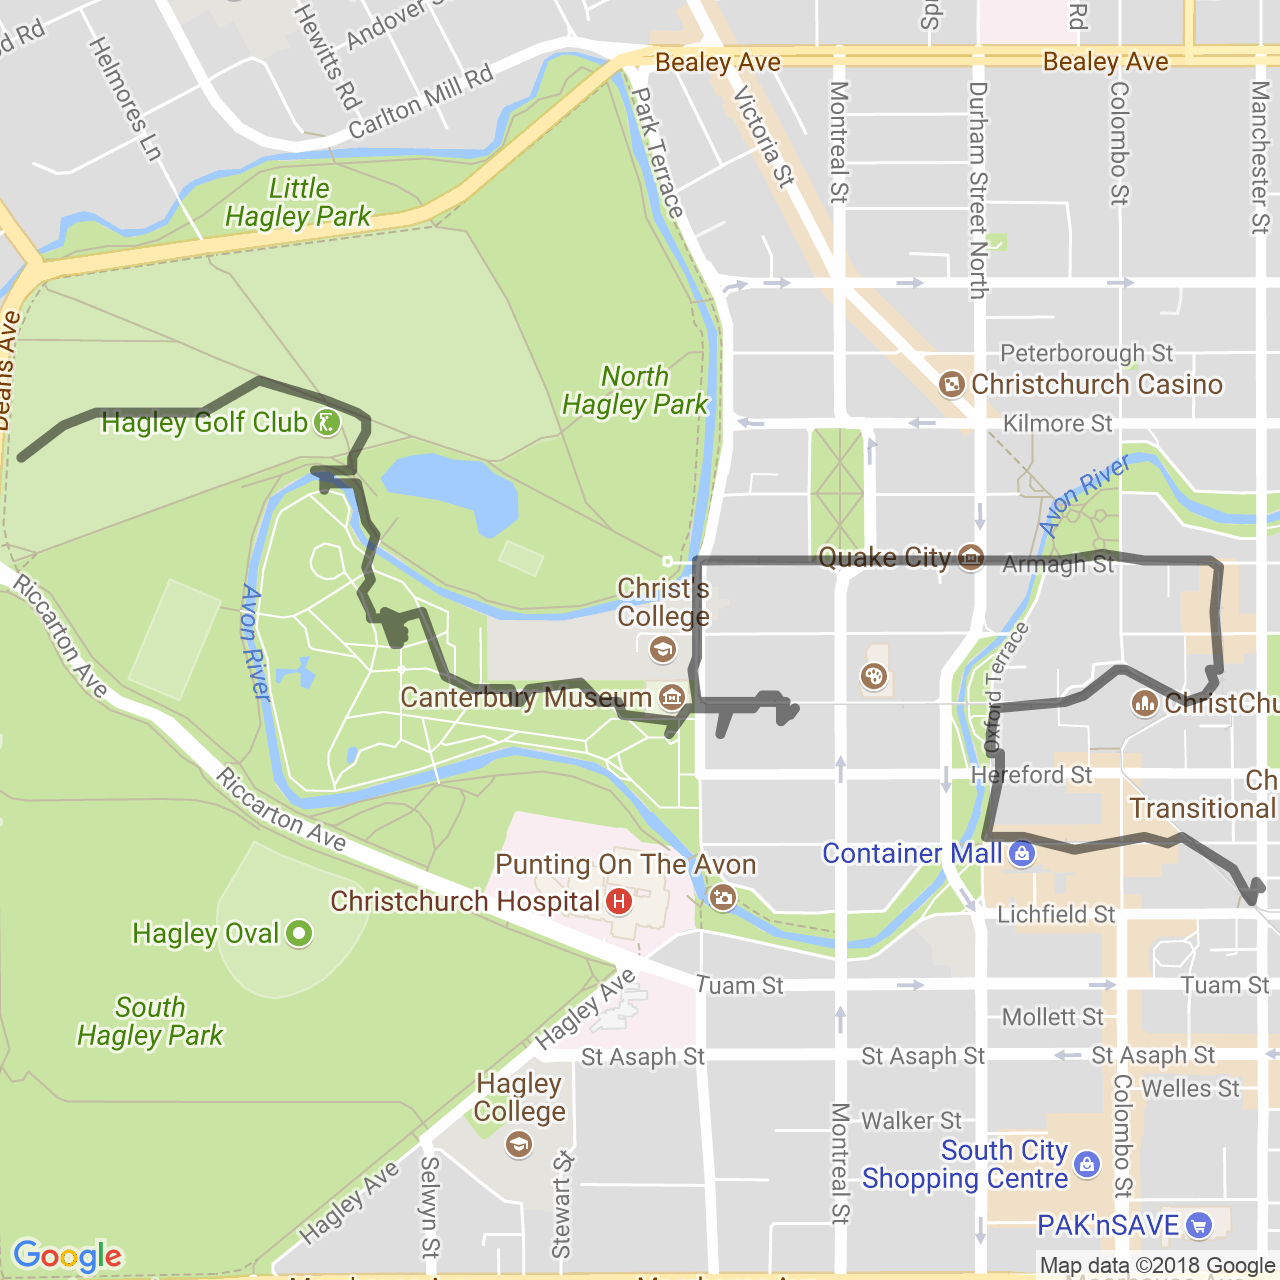 Andover S
uds
Sp
Rd
od Rd
Hewitts Rd
Helmores Ln
Carlton Mill Rd
Bealey Ave
Bealey Ave
Park Terrace
Victoria St
Montreal St
Durham Street North
Colombo St
Manchester St
Little
Hagley Park
Deans Ave
Peterborough St
North
Hagley Park
Christchurch Casino
Hagley Golf Club
Kilmore St
Avon River
Quake City
Armagh St
Christ's
College
Riccarton Ave
Avon River
Oxford Terrace
Canterbury Museum
ChristChu
Hereford St
Ch
Transitional
Riccarton Ave
Container Mall
Punting On The Avon
Christchurch Hospital
H
Lichfield St
Hagley Oval
Tuam St
Tuam St
South
Hagley Park
Hagley Ave
Mollett St
St Asaph St
St Asaph St
St Asaph St
Hagley
College
Welles St
Colombo St
Montreal St
Walker St
South City
Shopping Centre
Hagley Ave
Selwyn St
Stewart St
PAK'nSAVE
Google
Map data ©2018 Google